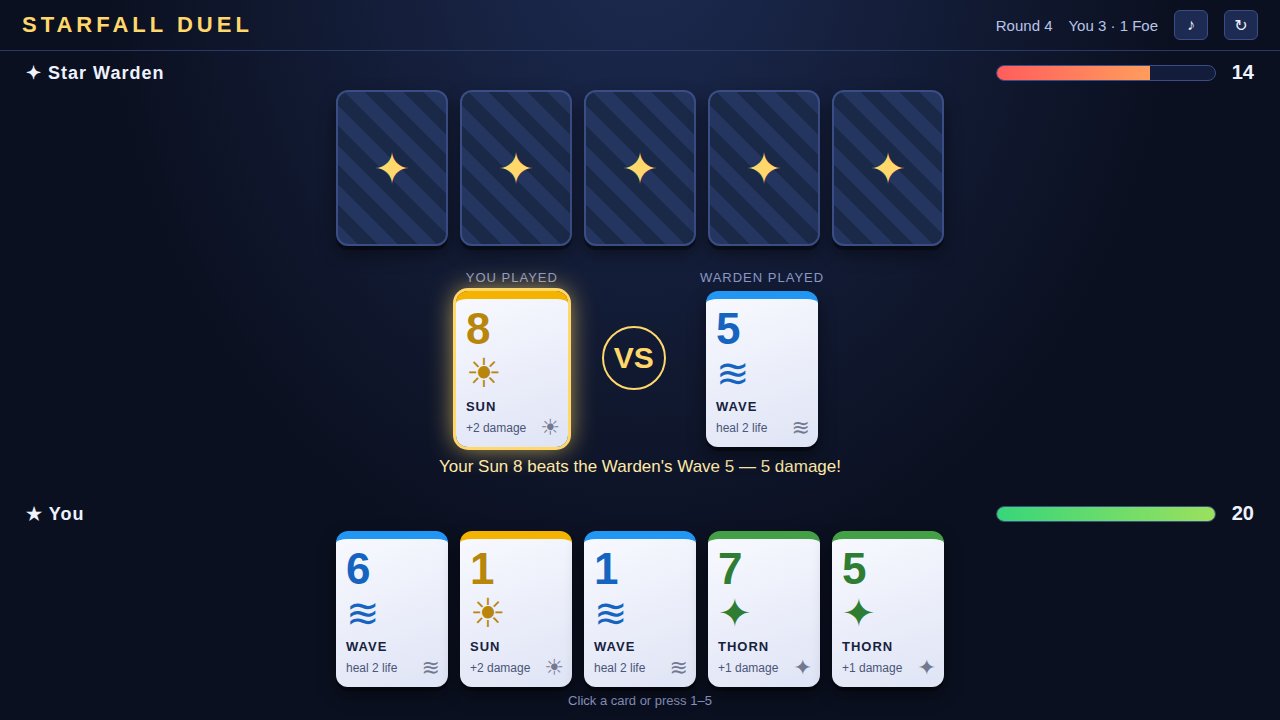 STARFALL DUEL
Round 4 You 3 · 1 Foe ♪ ↻
✦ Star Warden 14
YOU PLAYED WARDEN PLAYED
8 VS 5
SUN WAVE
+2 damage heal 2 life
Your Sun 8 beats the Warden's Wave 5 — 5 damage!
★ You 20
6 1 1 7 5
WAVE SUN WAVE THORN THORN
heal 2 life +2 damage heal 2 life +1 damage +1 damage
Click a card or press 1–5